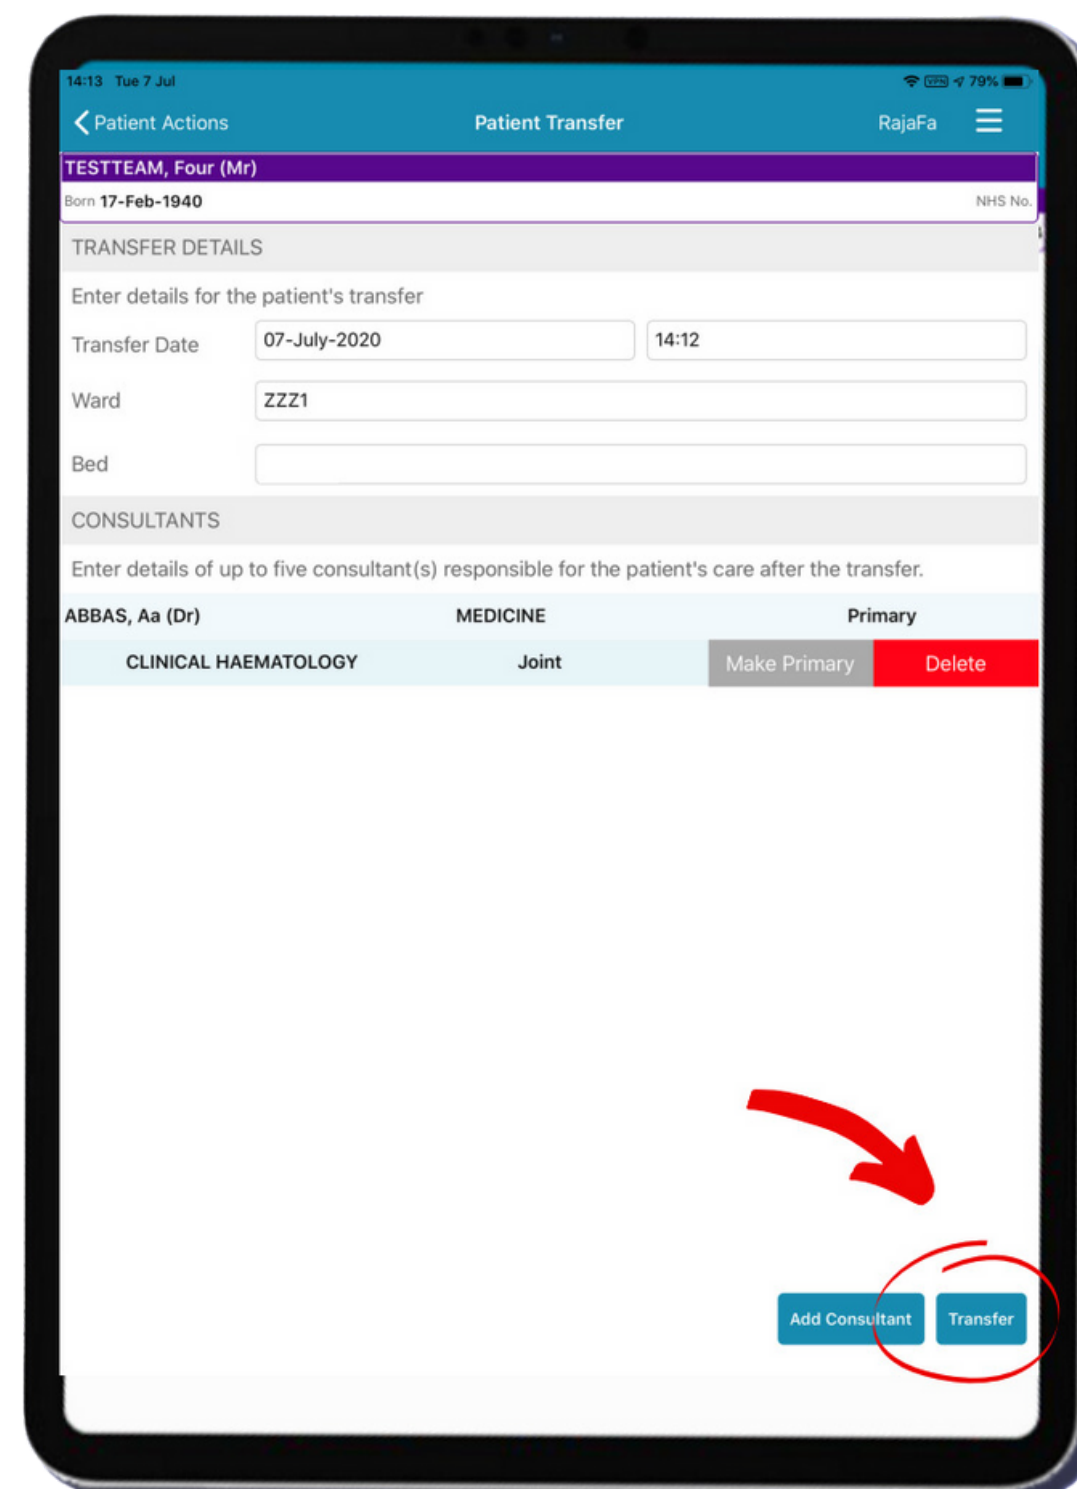 14:13 Tue 7 Jul VPN 79%
Patient Actions Patient Transfer RajaFa
TESTTEAM, Four (Mr)
Born 17-Feb-1940 NHS No.
TRANSFER DETAILS
Enter details for the patient's transfer
Transfer Date 07-July-2020 14:12
Ward ZZZ1
Bed
CONSULTANTS
Enter details of up to five consultant(s) responsible for the patient's care after the transfer.
ABBAS, Aa (Dr) MEDICINE Primary
CLINICAL HAEMATOLOGY Joint Make Primary Delete
Add Consultant Transfer